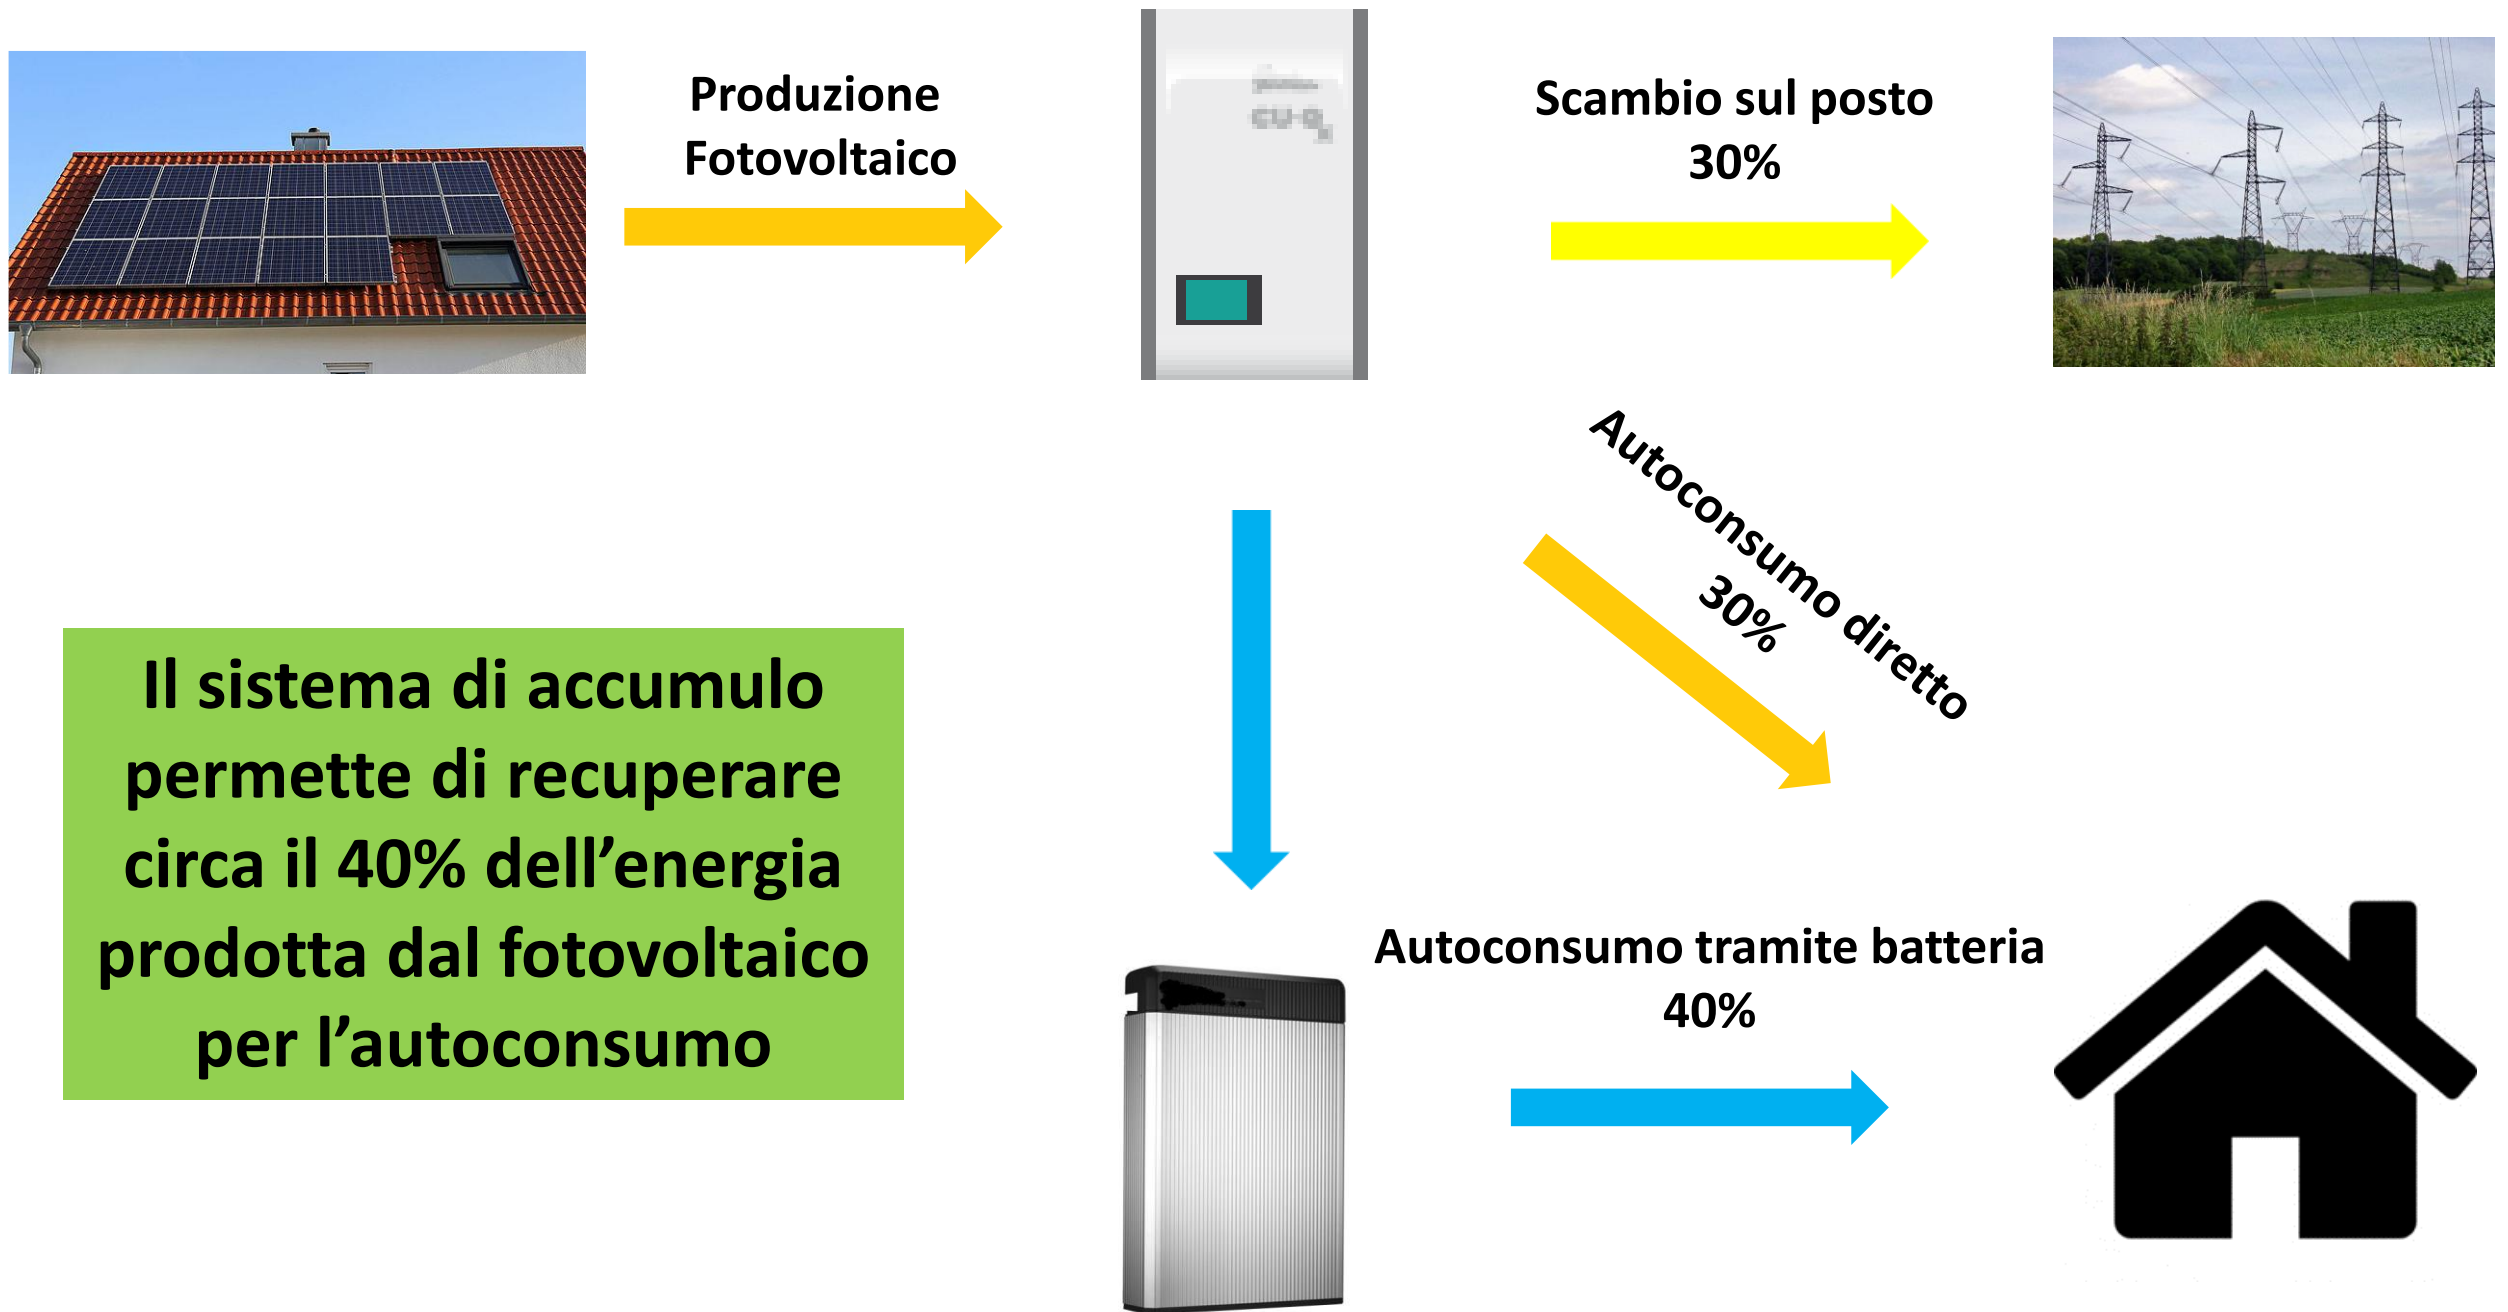 Produzione
Fotovoltaico
Scambio sul posto
30%
Autoconsumo diretto
30%
Il sistema di accumulo
permette di recuperare
circa il 40% dell’energia
prodotta dal fotovoltaico
per l’autoconsumo
Autoconsumo tramite batteria
40%